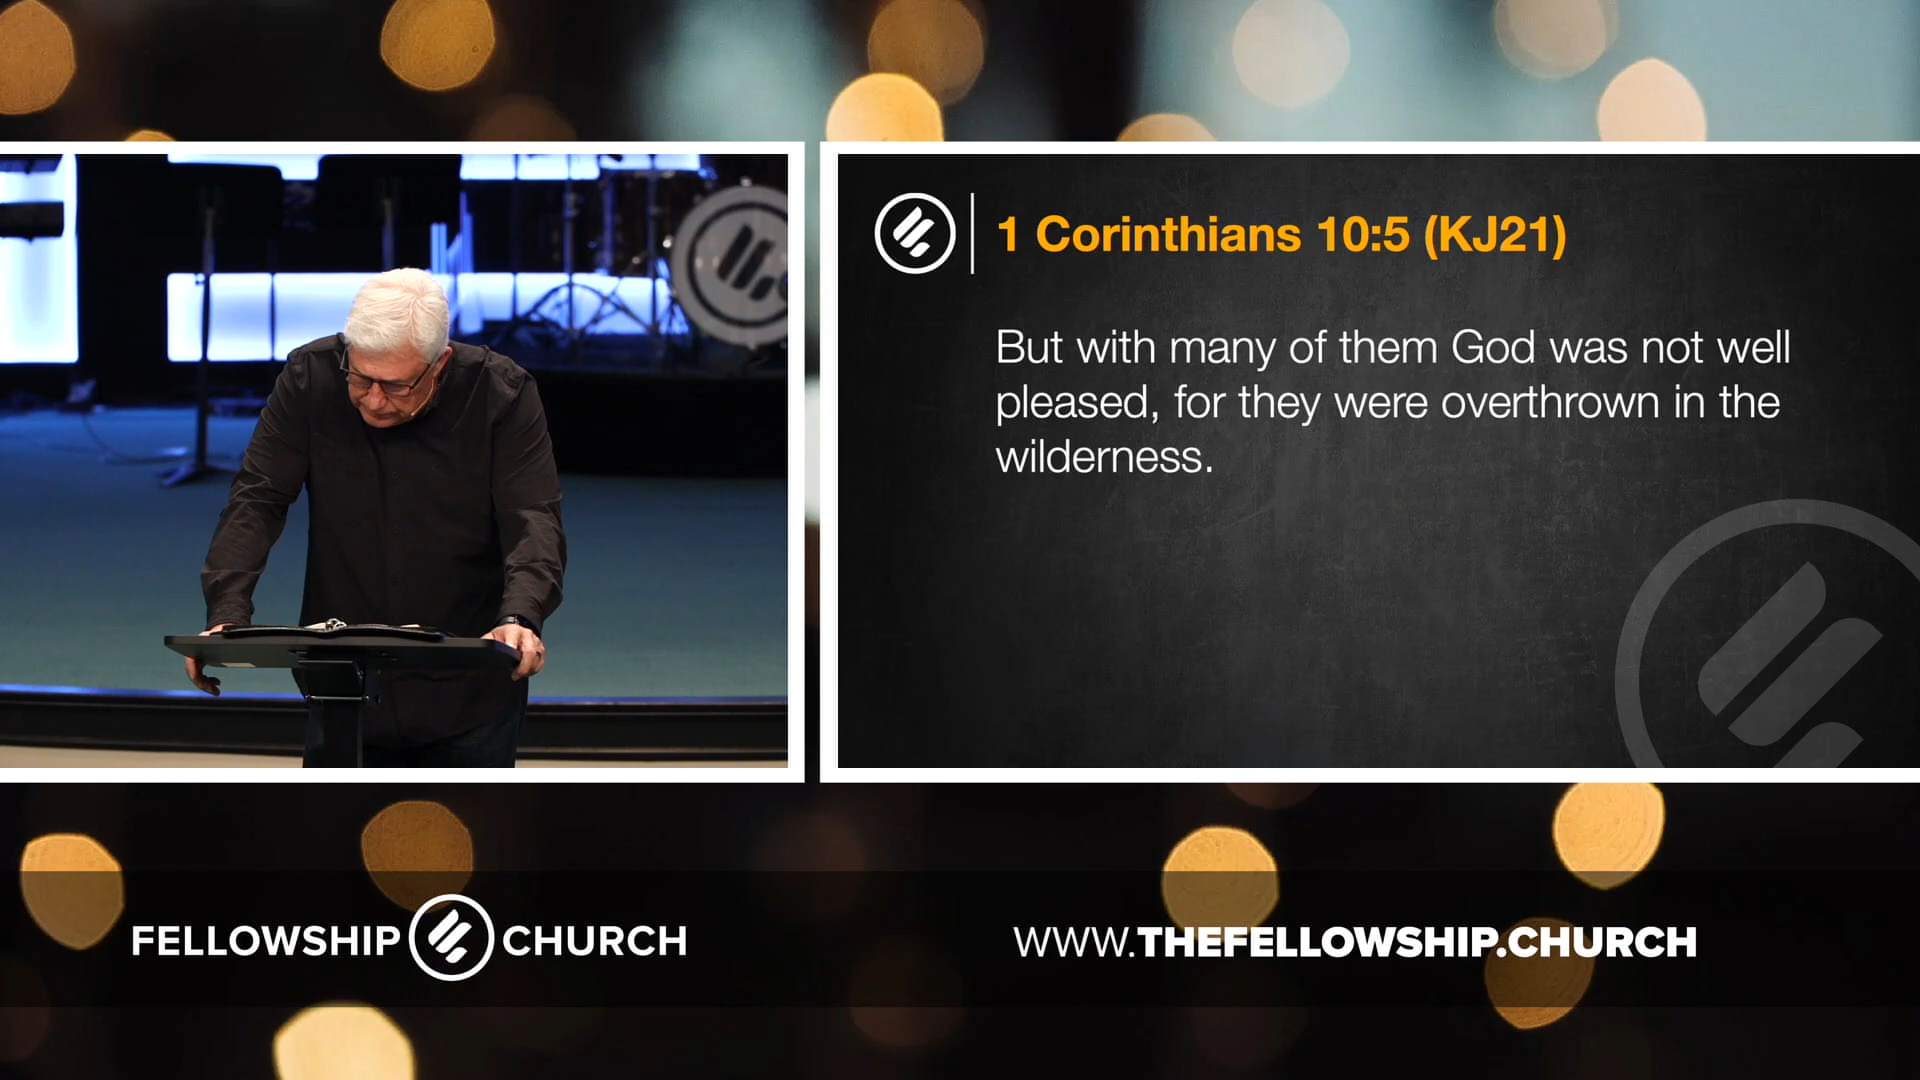 1 Corinthians 10:5 (KJ21)
But with many of them God was not well
pleased, for they were overthrown in the
wilderness.
FELLOWSHIP CHURCH
WWW.THEFELLOWSHIP.CHURCH